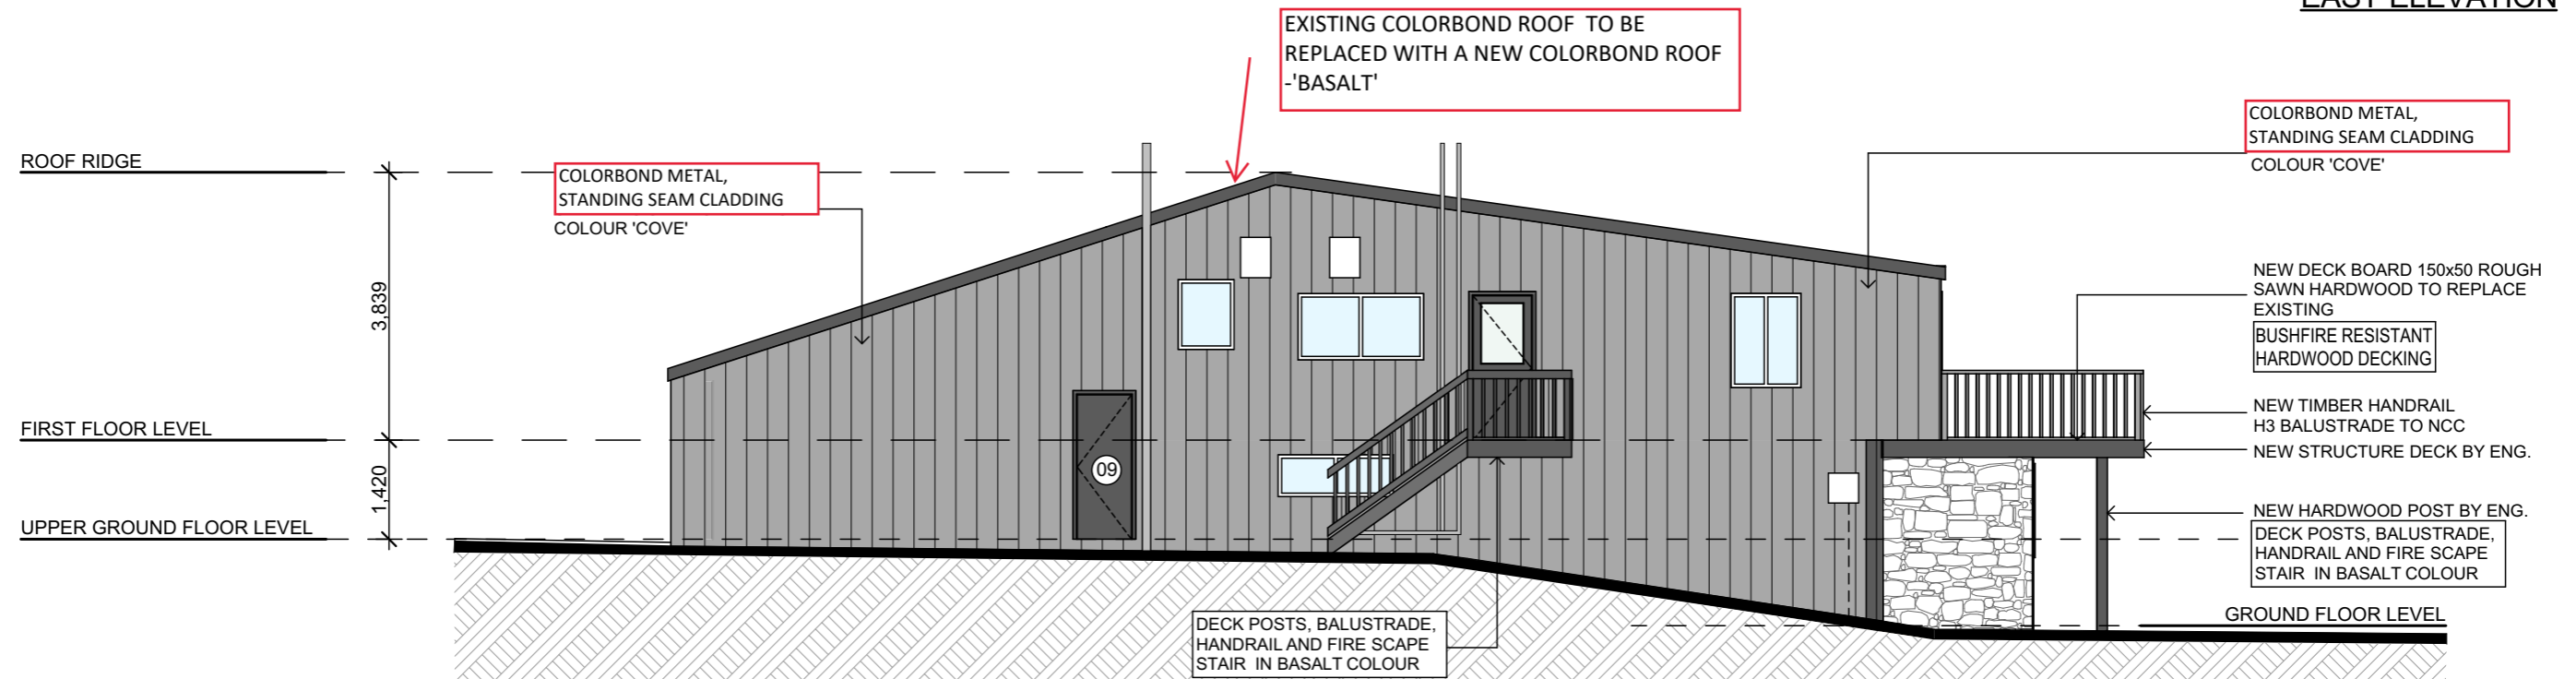 EAST ELEVATION
EXISTING COLORBOND ROOF TO BE
REPLACED WITH A NEW COLORBOND ROOF
-'BASALT'
COLORBOND METAL,
STANDING SEAM CLADDING
COLOUR 'COVE'
ROOF RIDGE
COLORBOND METAL,
STANDING SEAM CLADDING
COLOUR 'COVE'
3,839
NEW DECK BOARD 150x50 ROUGH
SAWN HARDWOOD TO REPLACE
EXISTING
BUSHFIRE RESISTANT
HARDWOOD DECKING
NEW TIMBER HANDRAIL
H3 BALUSTRADE TO NCC
FIRST FLOOR LEVEL
NEW STRUCTURE DECK BY ENG.
09
1,420
NEW HARDWOOD POST BY ENG.
UPPER GROUND FLOOR LEVEL
DECK POSTS, BALUSTRADE,
HANDRAIL AND FIRE SCAPE
STAIR IN BASALT COLOUR
GROUND FLOOR LEVEL
DECK POSTS, BALUSTRADE,
HANDRAIL AND FIRE SCAPE
STAIR IN BASALT COLOUR